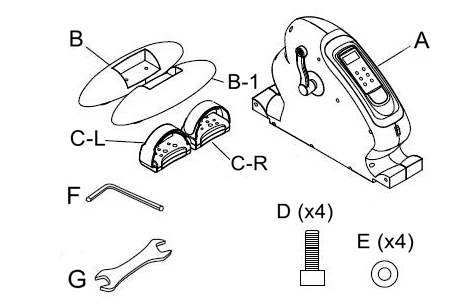 B
A
B-1
C-L
C-R
F
D (x4)
E (x4)
G